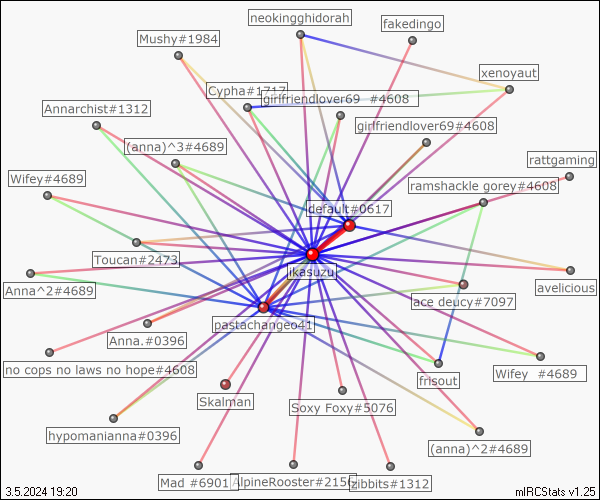 neokingghidorah
fakedingo
Mushy#1984
xenoyaut
Cypha#1717
girlfriendlover69 #4608
Annarchist#1312
girlfriendlover69#4608
(anna)^3#4689
rattgaming
Wifey#4689
ramshackle gorey#4608
default#0617
Toucan#2473
ikasuzu
Anna^2#4689
avelicious
ace deucy#7097
pastachangeo41
Anna.#0396
no cops no laws no hope#4608
frisout
Wifey #4689
Skalman
Soxy Foxy#5076
hypomanianna#0396
(anna)^2#4689
Mad #6901
AlpineRooster#2150
zibbits#1312
3.5.2024 19:20
mIRCStats v1.25